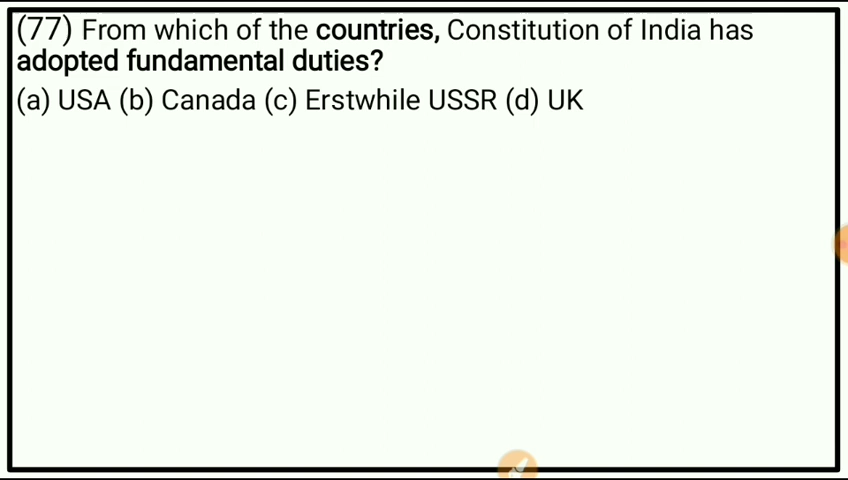 (77) From which of the countries, Constitution of India has
adopted fundamental duties?
(a) USA (b) Canada (c) Erstwhile USSR (d) UK